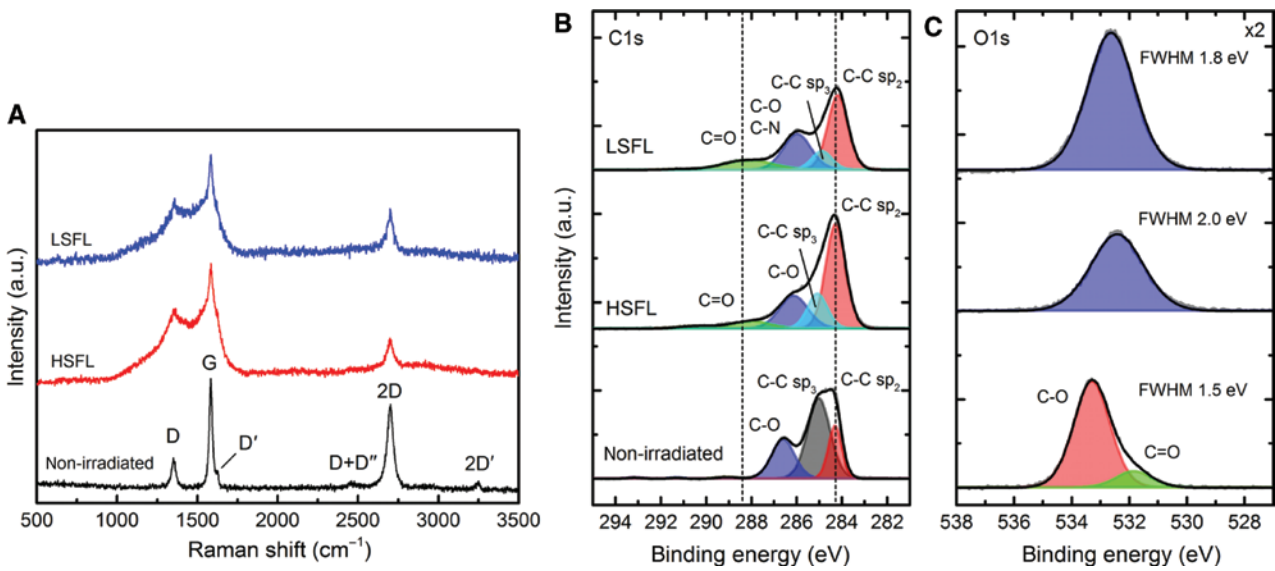 A
Intensity (a.u.)
LSFL
HSFL
Non-irradiated
D
G
D′
D+D″
2D
2D′
500 1000 1500 2000 2500 3000 3500
Raman shift (cm⁻¹)
B
C1s
Intensity (a.u.)
C-C sp₃
C-C sp₂
C-O
C-N
C=O
LSFL
C-C sp₃
C-C sp₂
C-O
C=O
HSFL
C-C sp₃
C-C sp₂
C-O
Non-irradiated
294 292 290 288 286 284 282
Binding energy (eV)
C
O1s
x2
FWHM 1.8 eV
FWHM 2.0 eV
FWHM 1.5 eV
C-O
C=O
538 536 534 532 530 528
Binding energy (eV)